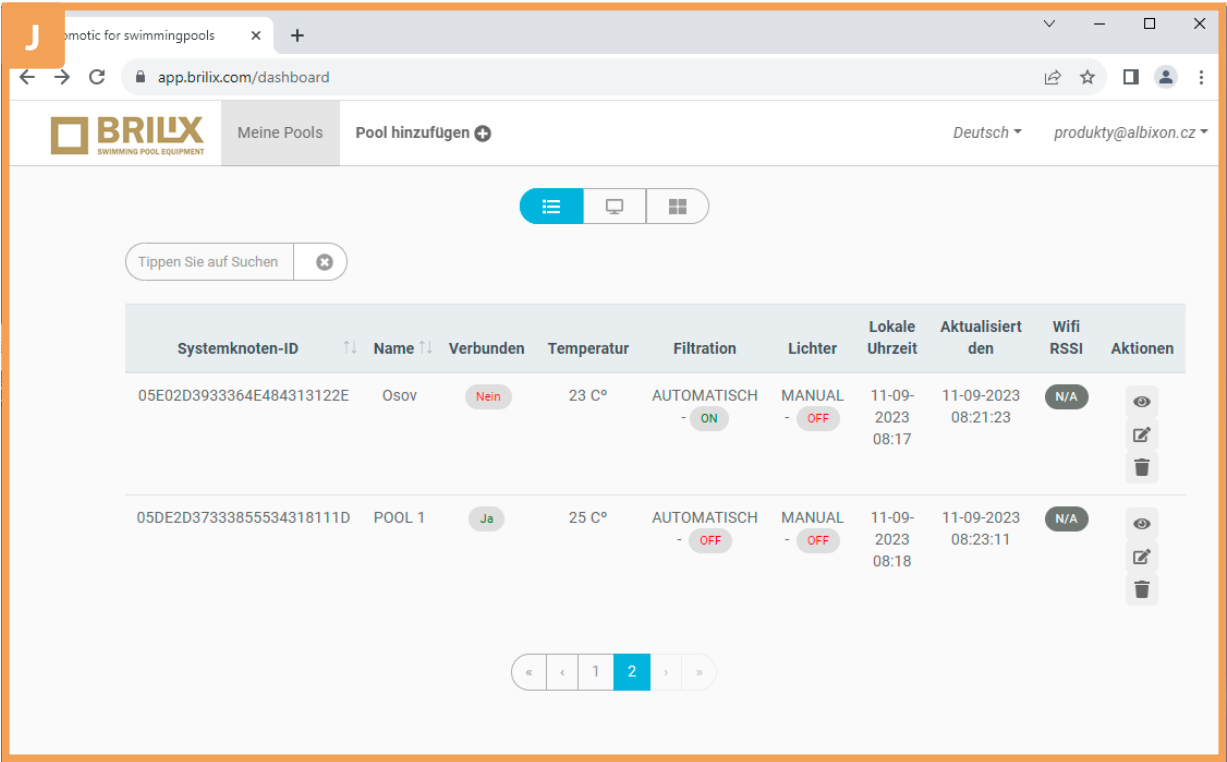 J
omotic for swimmingpools
app.brilix.com/dashboard
BRILIX
SWIMMING POOL EQUIPMENT
Meine Pools
Pool hinzufügen
Deutsch
produkty@albixon.cz
Tippen Sie auf Suchen
Systemknoten-ID Name Verbunden Temperatur Filtration Lichter Lokale Uhrzeit Aktualisiert den Wifi RSSI Aktionen
05E02D3933364E484313122E Osov Nein 23 Cº AUTOMATISCH - ON MANUAL - OFF 11-09-2023 08:17 11-09-2023 08:21:23 N/A
05DE2D37333855534318111D POOL 1 Ja 25 Cº AUTOMATISCH - OFF MANUAL - OFF 11-09-2023 08:18 11-09-2023 08:23:11 N/A
« ‹ 1 2 › »